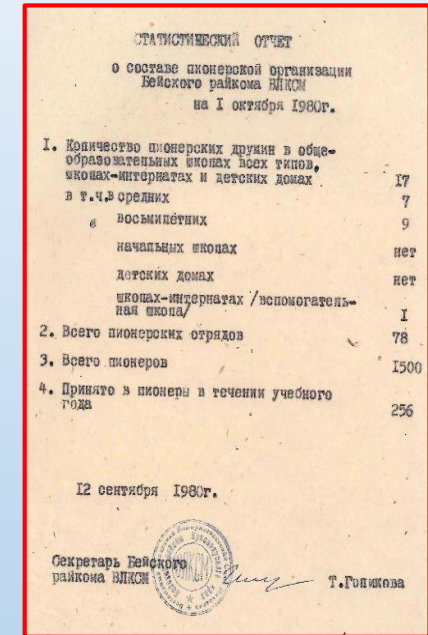 СТАТИСТИЧЕСКИЙ ОТЧЕТ
о составе пионерской организации
Бейского райкома ВЛКСМ
на I октября 1980г.
I. Количество пионерских дружин в обще-
образовательных школах всех типов,
школах-интернатах и детских домах 17
в т.ч.в средних 7
" восьмилетних 9
начальных школах нет
детских домах нет
школах-интернатах /вспомогатель-
ная школа/ I
2. Всего пионерских отрядов 78
3. Всего пионеров 1500
4. Принято в пионеры в течении учебного
года 256
12 сентября 1980г.
Секретарь Бейского
райкома ВЛКСМ Т.Голикова